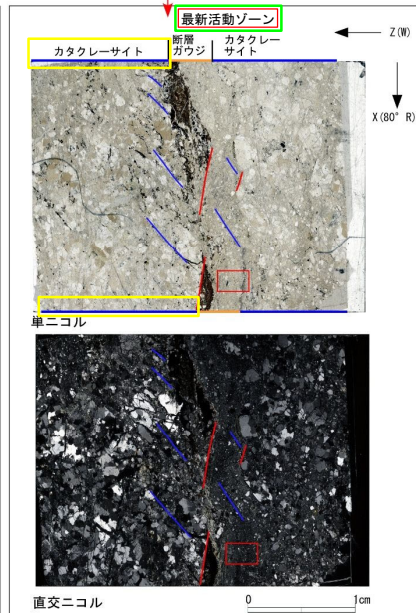 最新活動ゾーン
Z(W)
カタクレーサイト
断層
ガウジ
カタクレー
サイト
X(80° R)
単ニコル
直交ニコル
0 1cm